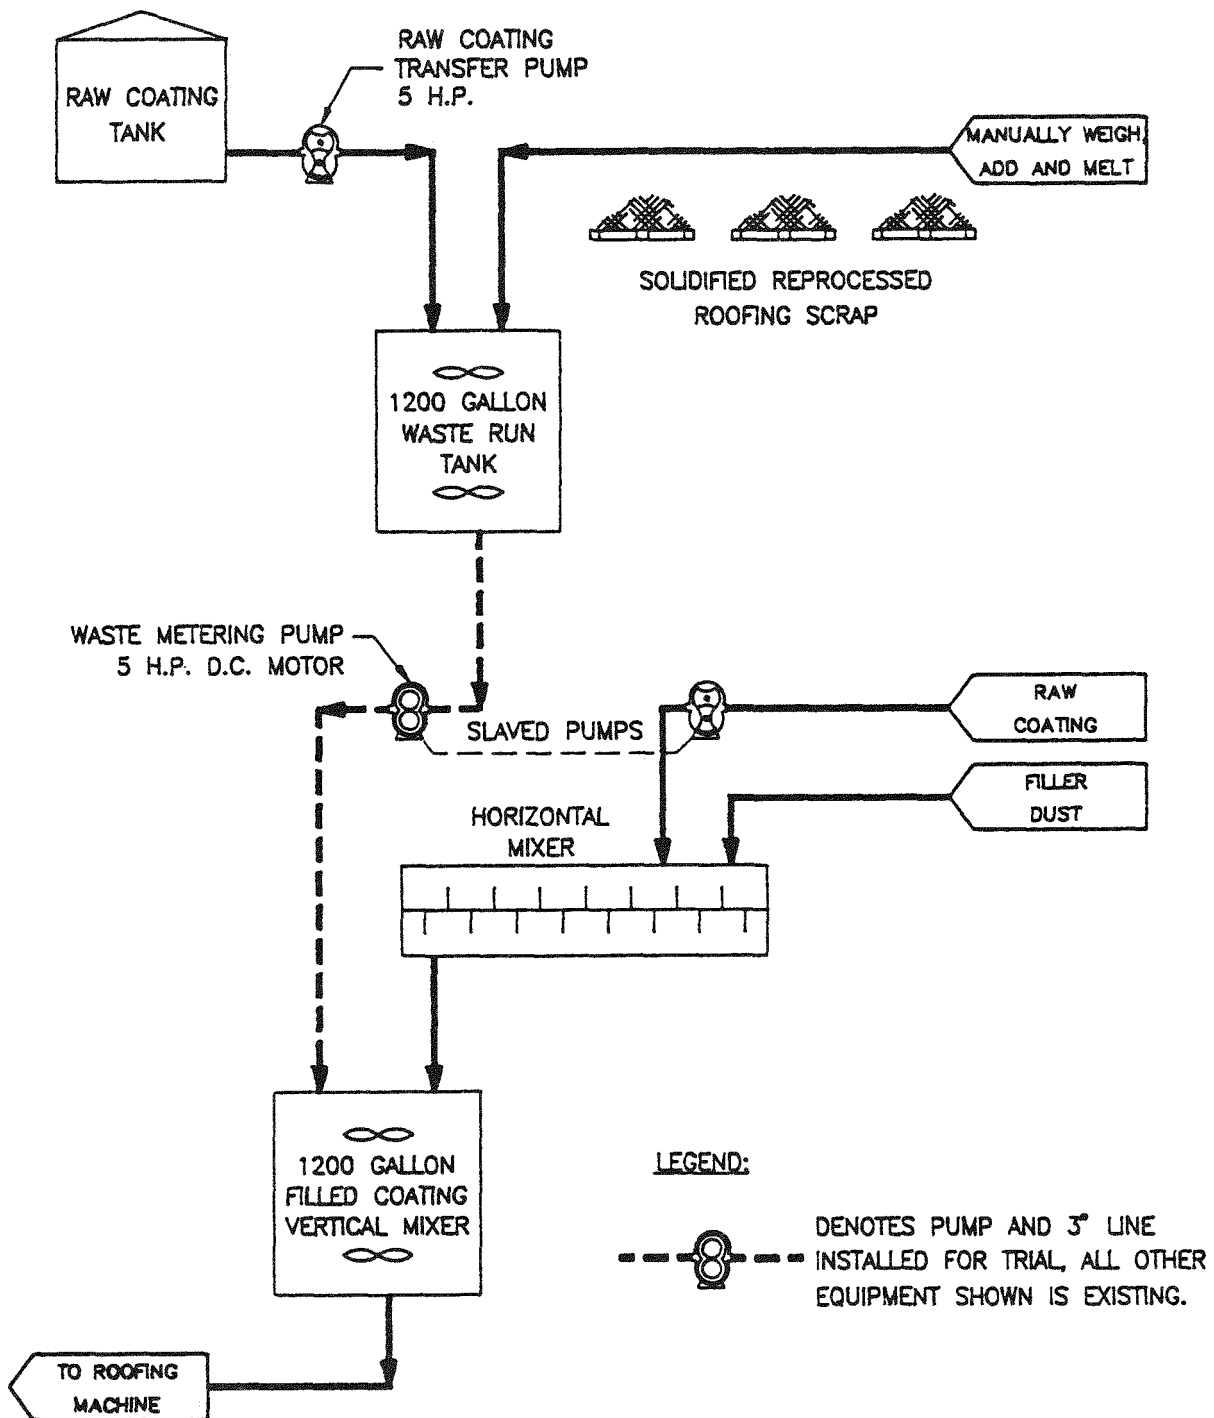 RAW COATING
TRANSFER PUMP
5 H.P.
RAW COATING
TANK
MANUALLY WEIGH,
ADD AND MELT
SOLIDIFIED REPROCESSED
ROOFING SCRAP
1200 GALLON
WASTE RUN
TANK
WASTE METERING PUMP
5 H.P. D.C. MOTOR
SLAVED PUMPS
RAW
COATING
FILLER
DUST
HORIZONTAL
MIXER
1200 GALLON
FILLED COATING
VERTICAL MIXER
LEGEND:
DENOTES PUMP AND 3" LINE
INSTALLED FOR TRIAL, ALL OTHER
EQUIPMENT SHOWN IS EXISTING.
TO ROOFING
MACHINE